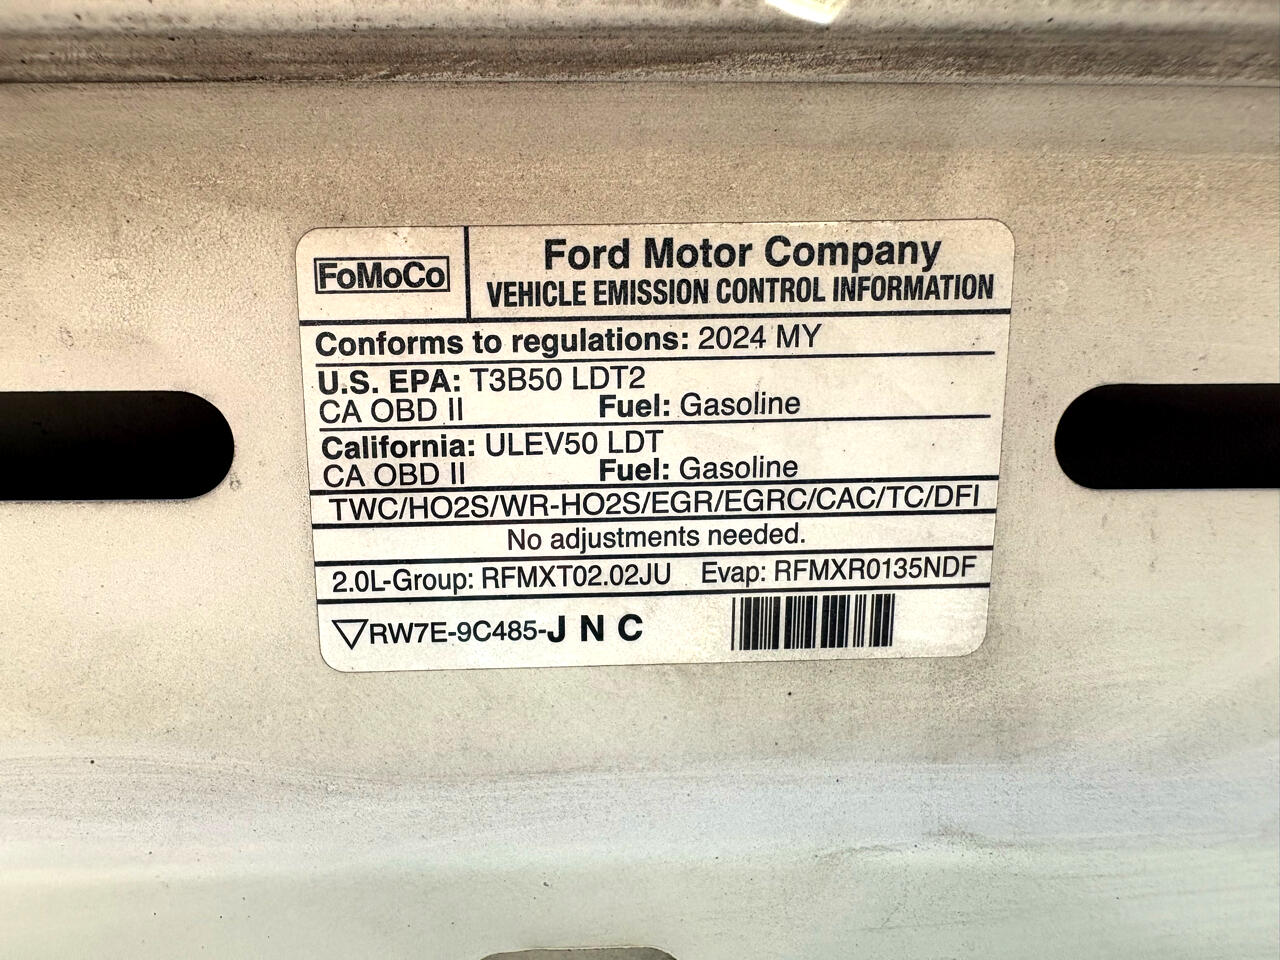 FoMoCo
Ford Motor Company
VEHICLE EMISSION CONTROL INFORMATION
Conforms to regulations: 2024 MY
U.S. EPA: T3B50 LDT2
CA OBD II Fuel: Gasoline
California: ULEV50 LDT
CA OBD II Fuel: Gasoline
TWC/HO2S/WR-HO2S/EGR/EGRC/CAC/TC/DFI
No adjustments needed.
2.0L-Group: RFMXT02.02JU Evap: RFMXR0135NDF
RW7E-9C485-J N C